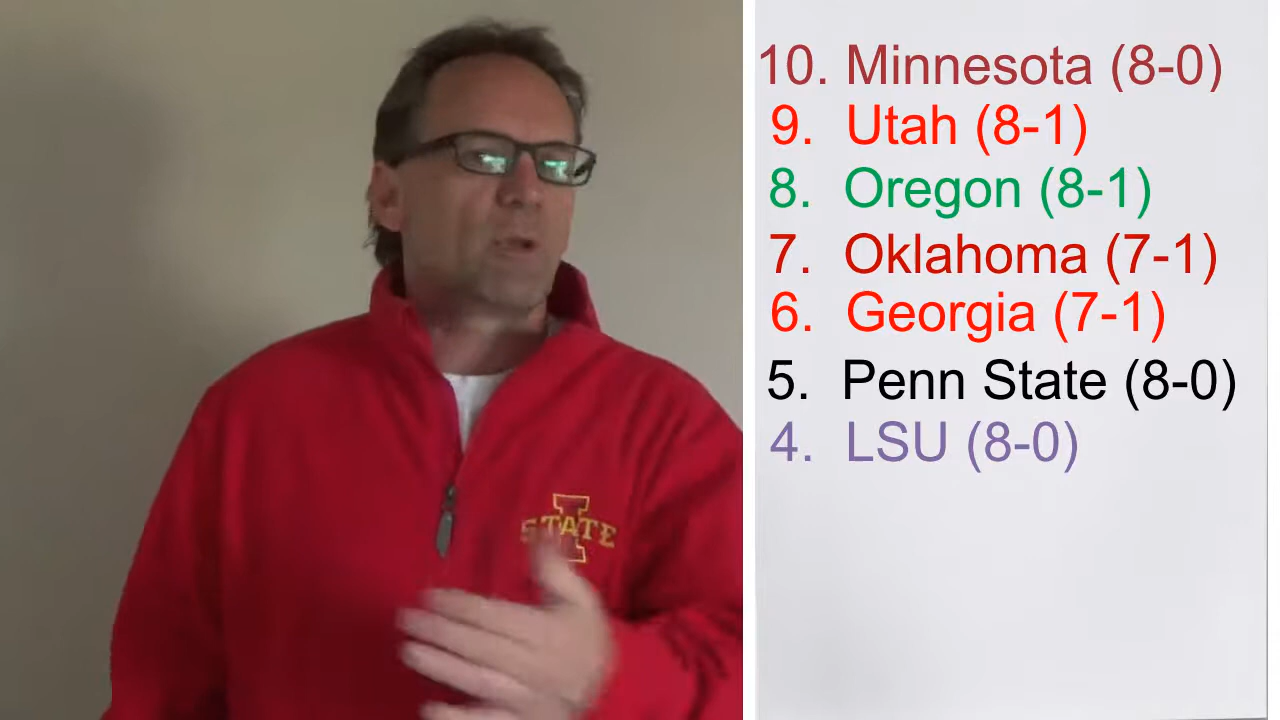 10. Minnesota (8-0)
9. Utah (8-1)
8. Oregon (8-1)
7. Oklahoma (7-1)
6. Georgia (7-1)
5. Penn State (8-0)
4. LSU (8-0)
I
STATE